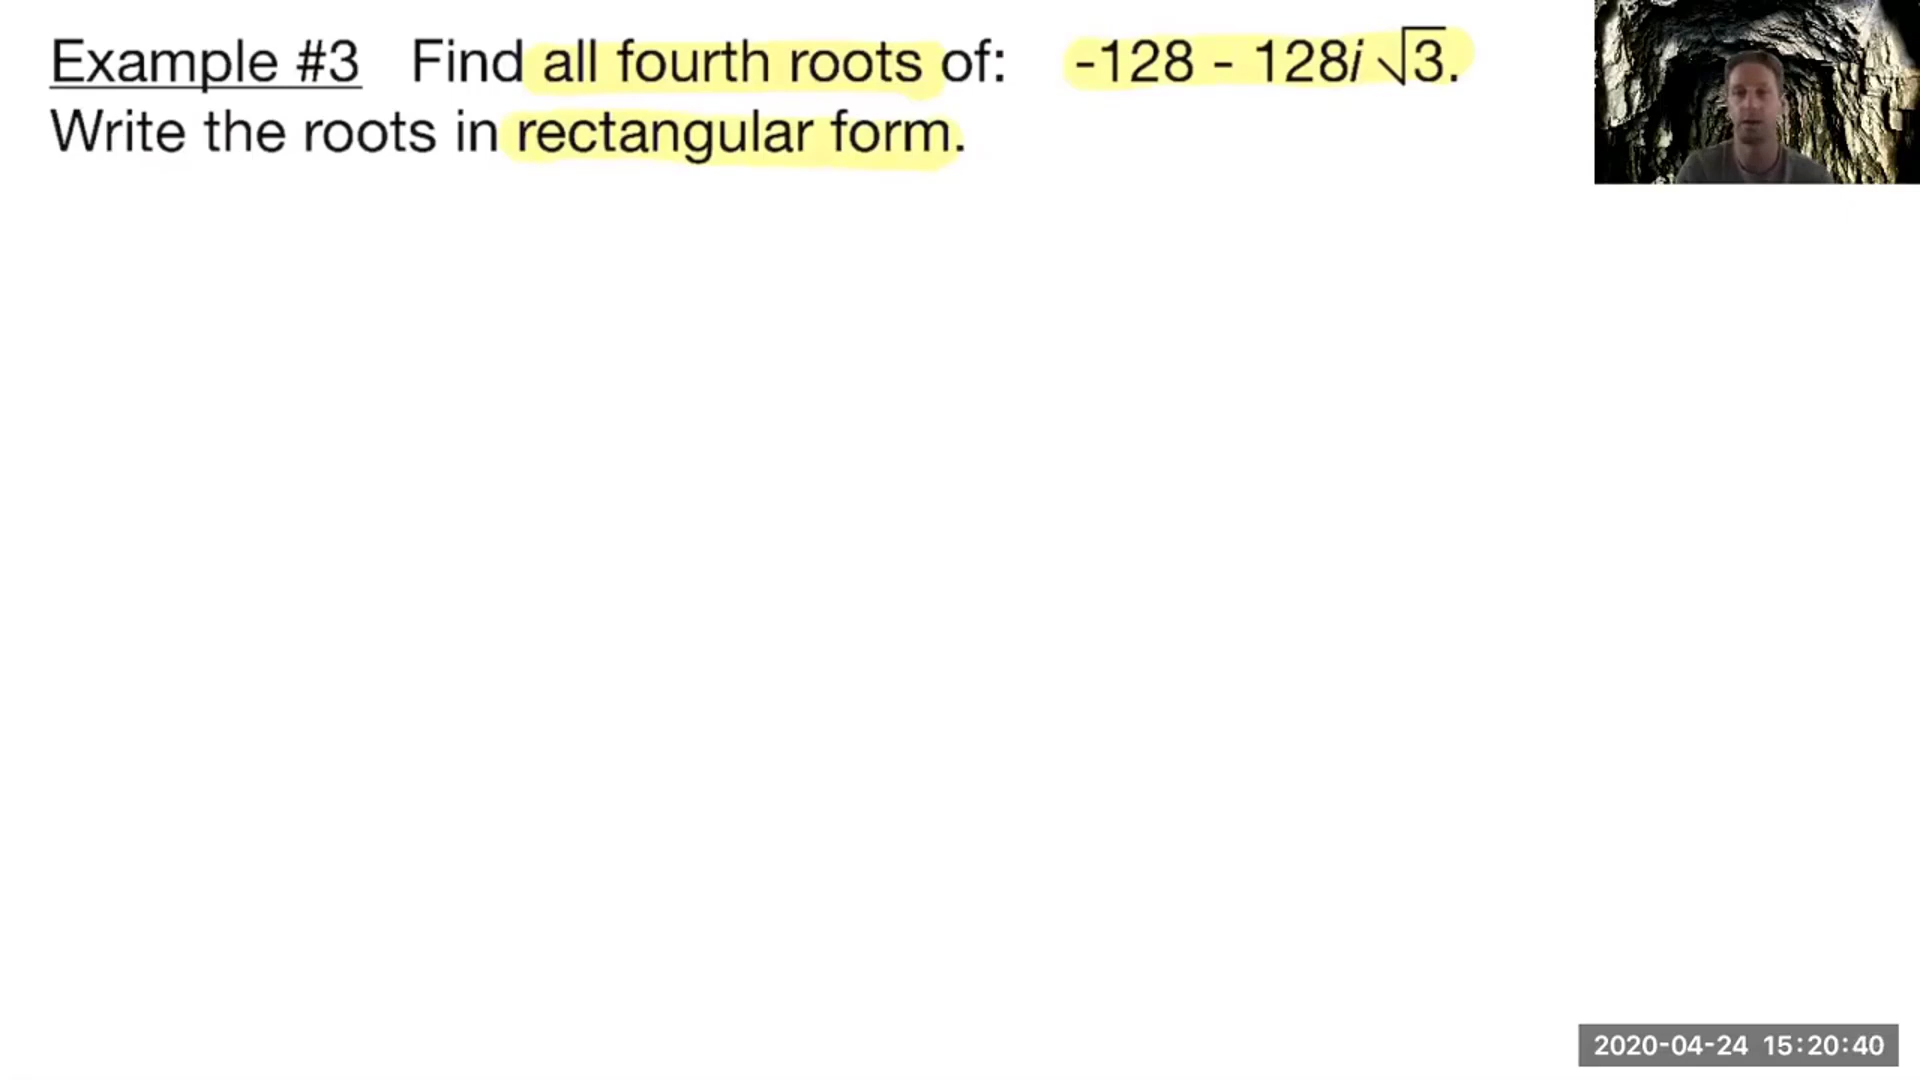 Example #3 Find all fourth roots of: -128 - 128i √3.
Write the roots in rectangular form.
2020-04-24 15:20:40